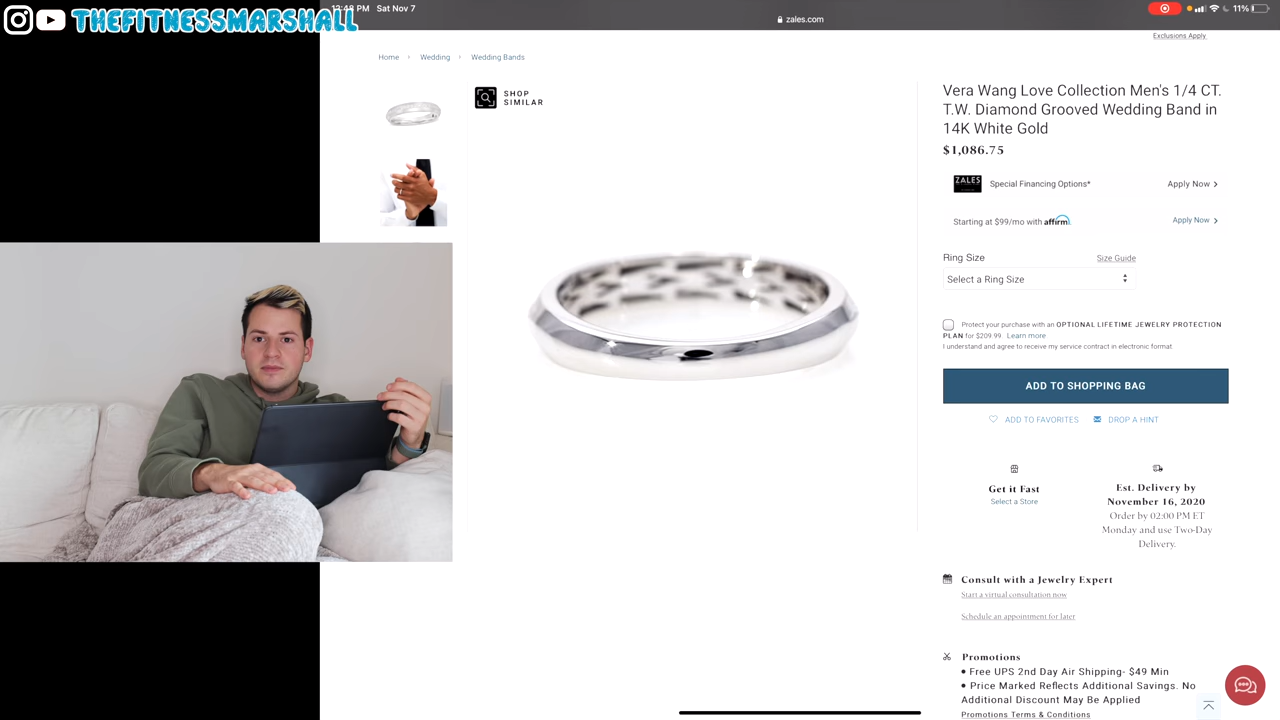 THEFITNESSMARSHALL
12:48 PM Sat Nov 7
zales.com
11%
Exclusions Apply
Home > Wedding > Wedding Bands
SHOP
SIMILAR
Vera Wang Love Collection Men's 1/4 CT.
T.W. Diamond Grooved Wedding Band in
14K White Gold
$1,086.75
ZALES Special Financing Options* Apply Now >
Starting at $99/mo with affirm. Apply Now >
Ring Size Size Guide
Select a Ring Size
Protect your purchase with an OPTIONAL LIFETIME JEWELRY PROTECTION
PLAN for $209.99. Learn more
I understand and agree to receive my service contract in electronic format.
ADD TO SHOPPING BAG
ADD TO FAVORITES DROP A HINT
Get it Fast
Select a Store
Est. Delivery by
November 16, 2020
Order by 02:00 PM ET
Monday and use Two-Day
Delivery.
Consult with a Jewelry Expert
Start a virtual consultation now
Schedule an appointment for later
Promotions
• Free UPS 2nd Day Air Shipping- $49 Min
• Price Marked Reflects Additional Savings. No
Additional Discount May Be Applied
Promotions Terms & Conditions